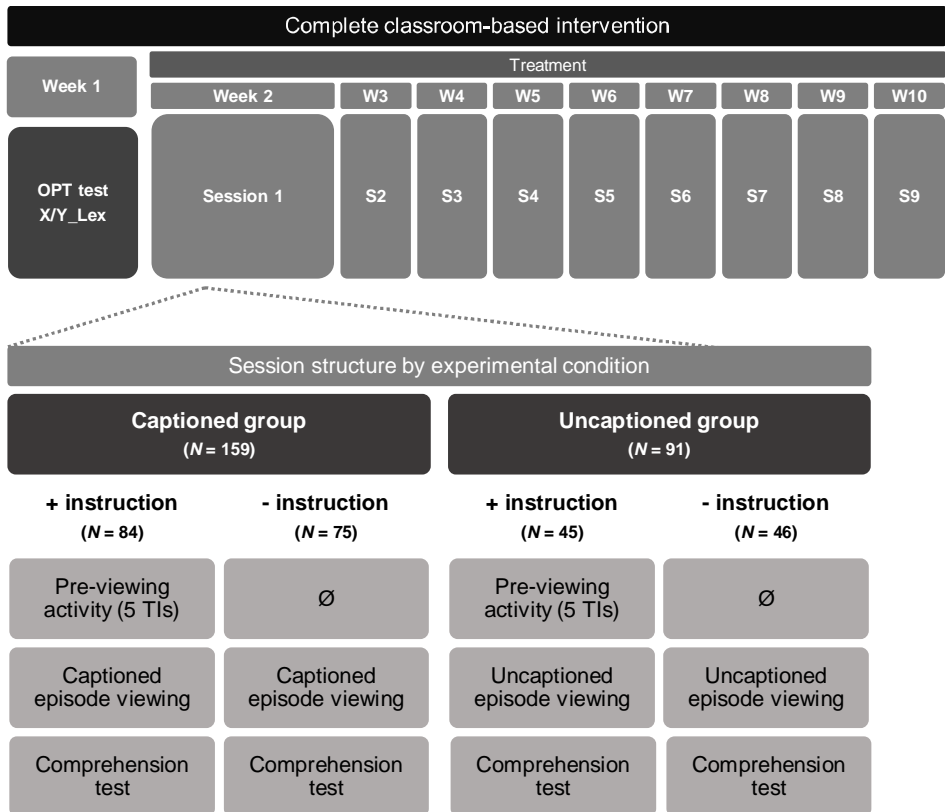 Complete classroom-based intervention
Week 1
Treatment
Week 2 W3 W4 W5 W6 W7 W8 W9 W10
OPT test
X/Y_Lex
Session 1 S2 S3 S4 S5 S6 S7 S8 S9
Session structure by experimental condition
Captioned group
(N = 159)
Uncaptioned group
(N = 91)
+ instruction
(N = 84)
- instruction
(N = 75)
+ instruction
(N = 45)
- instruction
(N = 46)
Pre-viewing
activity (5 TIs)
Ø
Pre-viewing
activity (5 TIs)
Ø
Captioned
episode viewing
Captioned
episode viewing
Uncaptioned
episode viewing
Uncaptioned
episode viewing
Comprehension
test
Comprehension
test
Comprehension
test
Comprehension
test